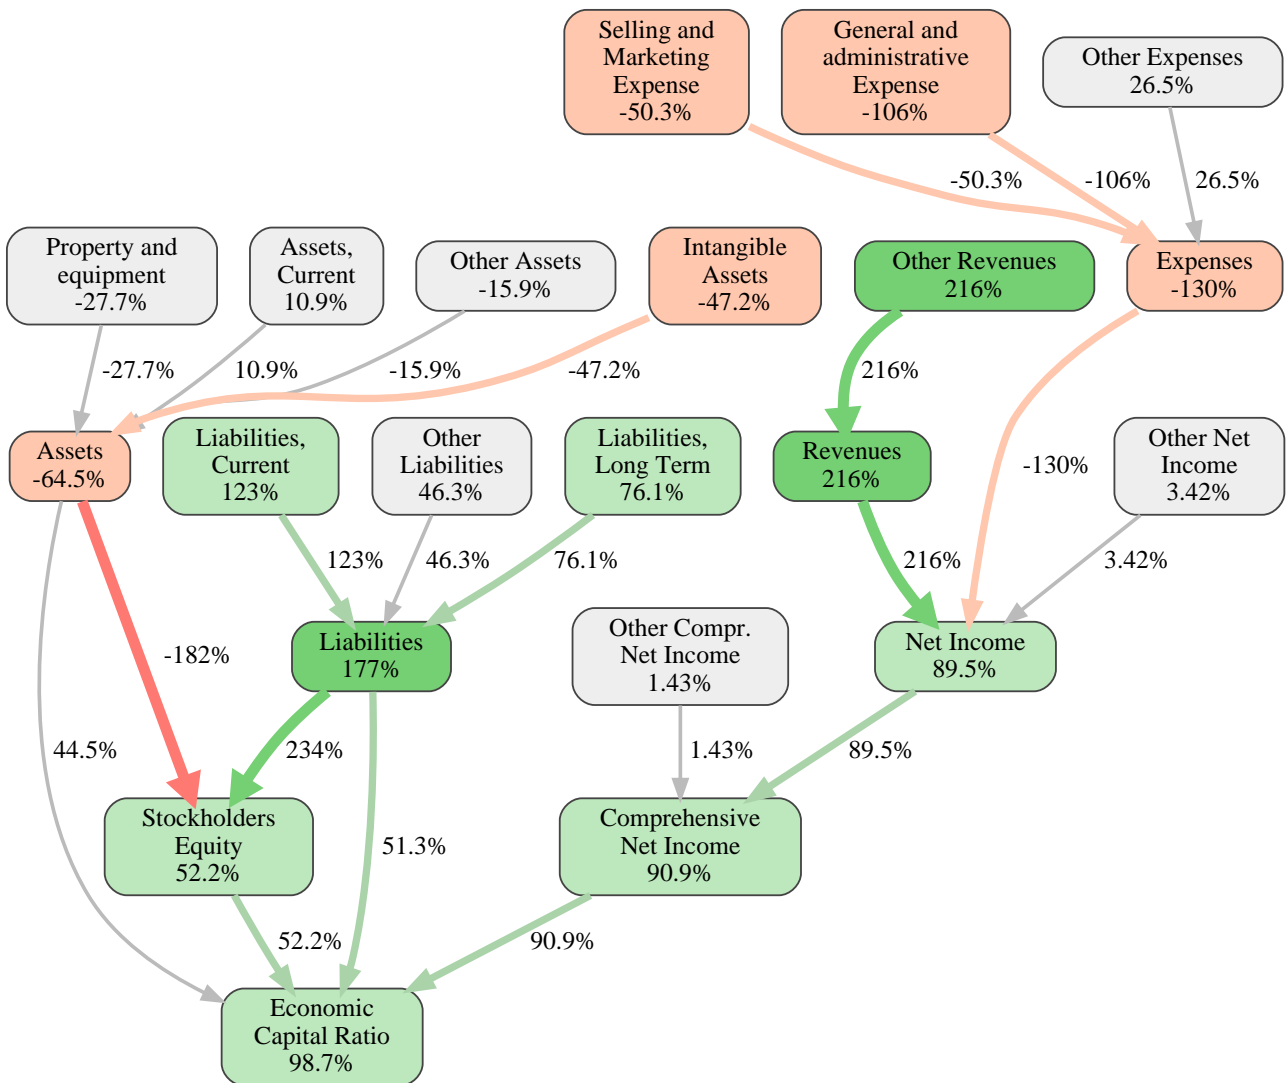 Selling and
Marketing
Expense
-50.3%
General and
administrative
Expense
-106%
Other Expenses
26.5%
-50.3%
-106%
26.5%
Property and
equipment
-27.7%
Assets,
Current
10.9%
Other Assets
-15.9%
Intangible
Assets
-47.2%
Other Revenues
216%
Expenses
-130%
-27.7%
10.9%
-15.9%
-47.2%
216%
Assets
-64.5%
Liabilities,
Current
123%
Other
Liabilities
46.3%
Liabilities,
Long Term
76.1%
Revenues
216%
-130%
Other Net
Income
3.42%
123%
46.3%
76.1%
216%
3.42%
Liabilities
177%
Other Compr.
Net Income
1.43%
Net Income
89.5%
-182%
44.5%
234%
1.43%
89.5%
Stockholders
Equity
52.2%
51.3%
Comprehensive
Net Income
90.9%
52.2%
90.9%
Economic
Capital Ratio
98.7%